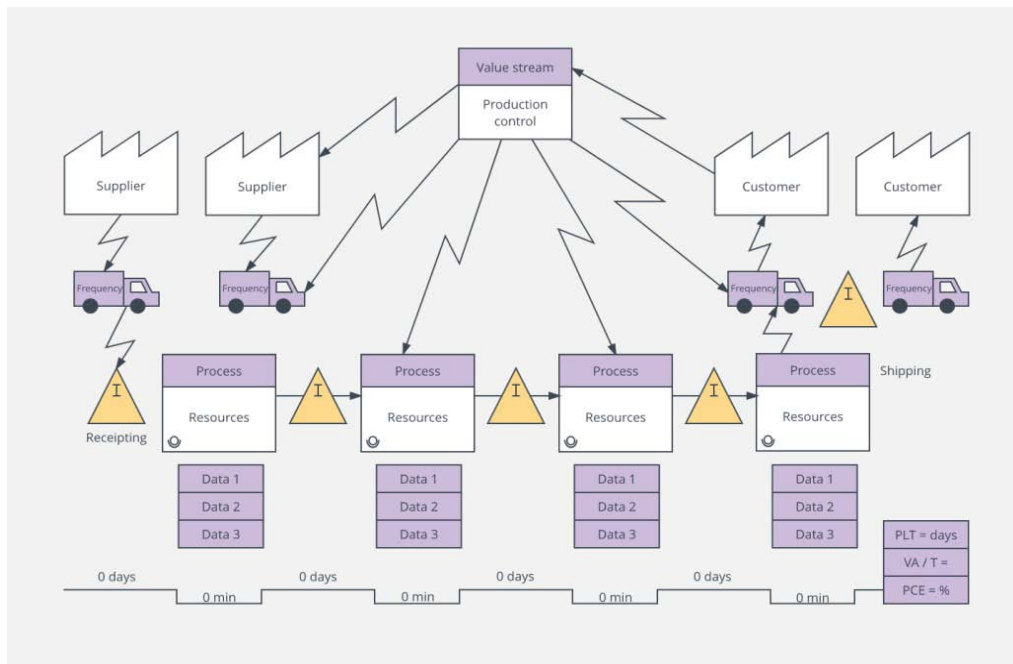 Value stream
Production
control
Supplier
Supplier
Customer
Customer
Frequency
Frequency
Frequency
Frequency
I
I
I
I
I
Process
Process
Process
Process
Shipping
Resources
Resources
Resources
Resources
Receipting
Data 1
Data 1
Data 1
Data 1
Data 2
Data 2
Data 2
Data 2
Data 3
Data 3
Data 3
Data 3
PLT = days
VA / T =
PCE = %
0 days
0 days
0 days
0 days
0 min
0 min
0 min
0 min